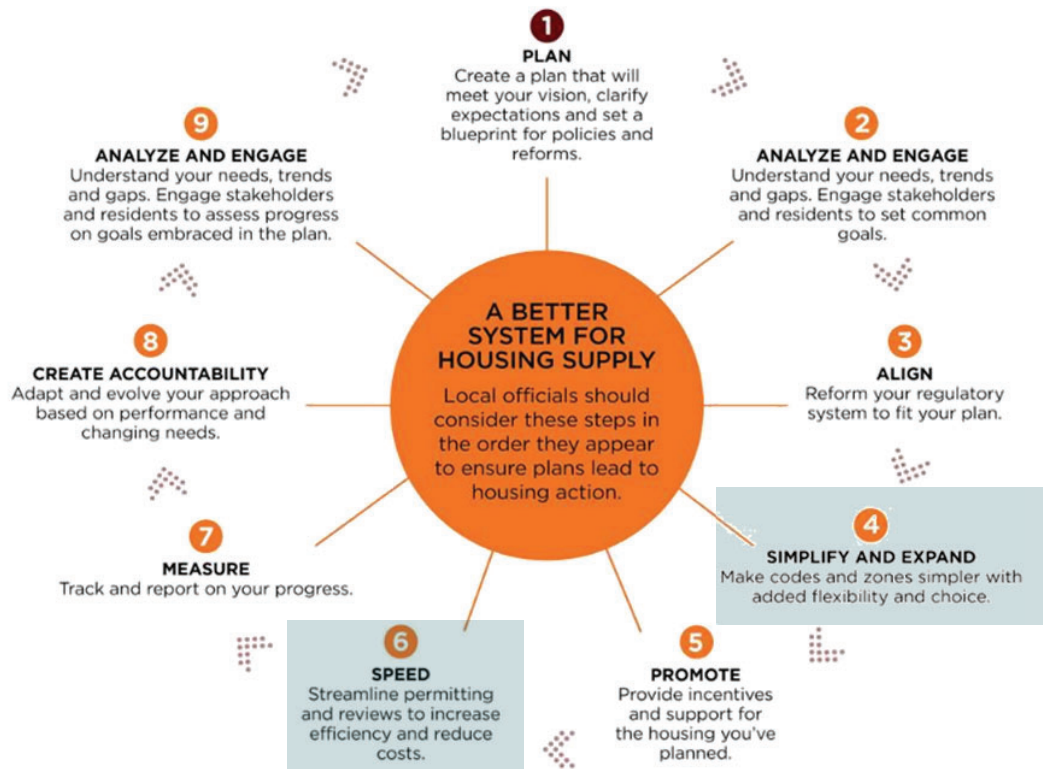 1
PLAN
Create a plan that will
meet your vision, clarify
expectations and set a
blueprint for policies and
reforms.
2
ANALYZE AND ENGAGE
Understand your needs, trends
and gaps. Engage stakeholders
and residents to set common
goals.
3
ALIGN
Reform your regulatory
system to fit your plan.
4
SIMPLIFY AND EXPAND
Make codes and zones simpler with
added flexibility and choice.
5
PROMOTE
Provide incentives
and support for
the housing you've
planned.
6
SPEED
Streamline permitting
and reviews to increase
efficiency and reduce
costs.
7
MEASURE
Track and report on your progress.
8
CREATE ACCOUNTABILITY
Adapt and evolve your approach
based on performance and
changing needs.
9
ANALYZE AND ENGAGE
Understand your needs, trends
and gaps. Engage stakeholders
and residents to assess progress
on goals embraced in the plan.
A BETTER
SYSTEM FOR
HOUSING SUPPLY
Local officials should
consider these steps in
the order they appear
to ensure plans lead to
housing action.